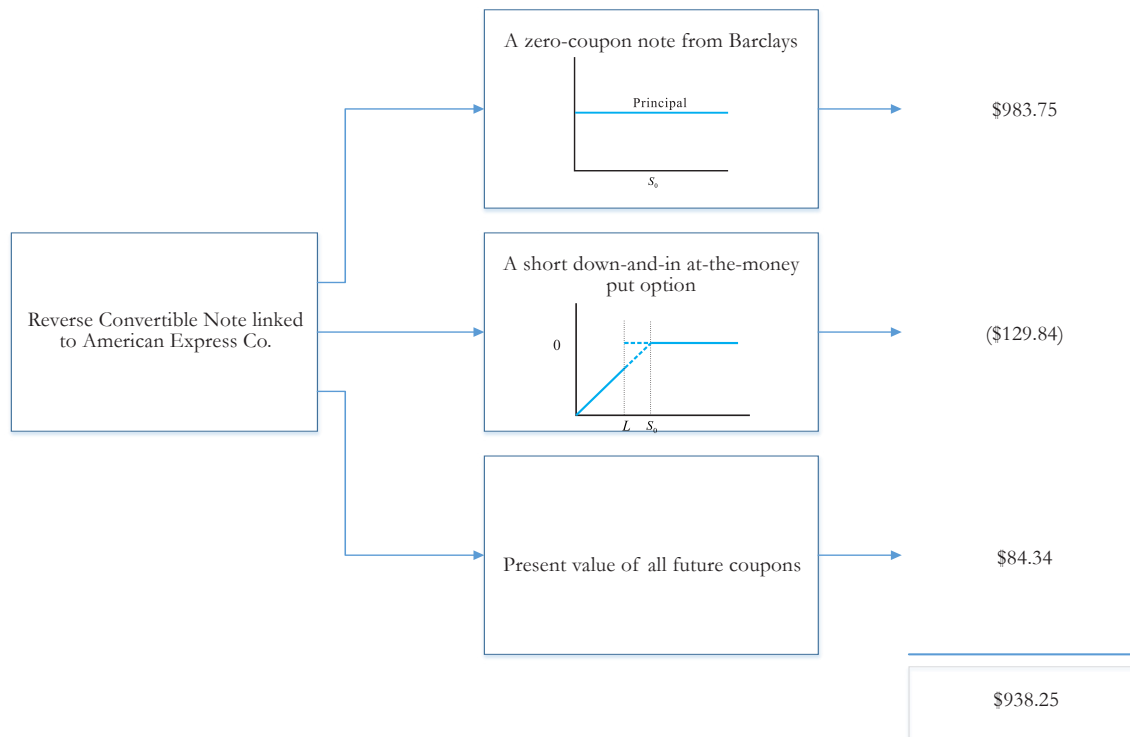 A zero-coupon note from Barclays
Principal
S₀
$983.75
Reverse Convertible Note linked
to American Express Co.
A short down-and-in at-the-money
put option
0
L S₀
($129.84)
Present value of all future coupons
$84.34
$938.25